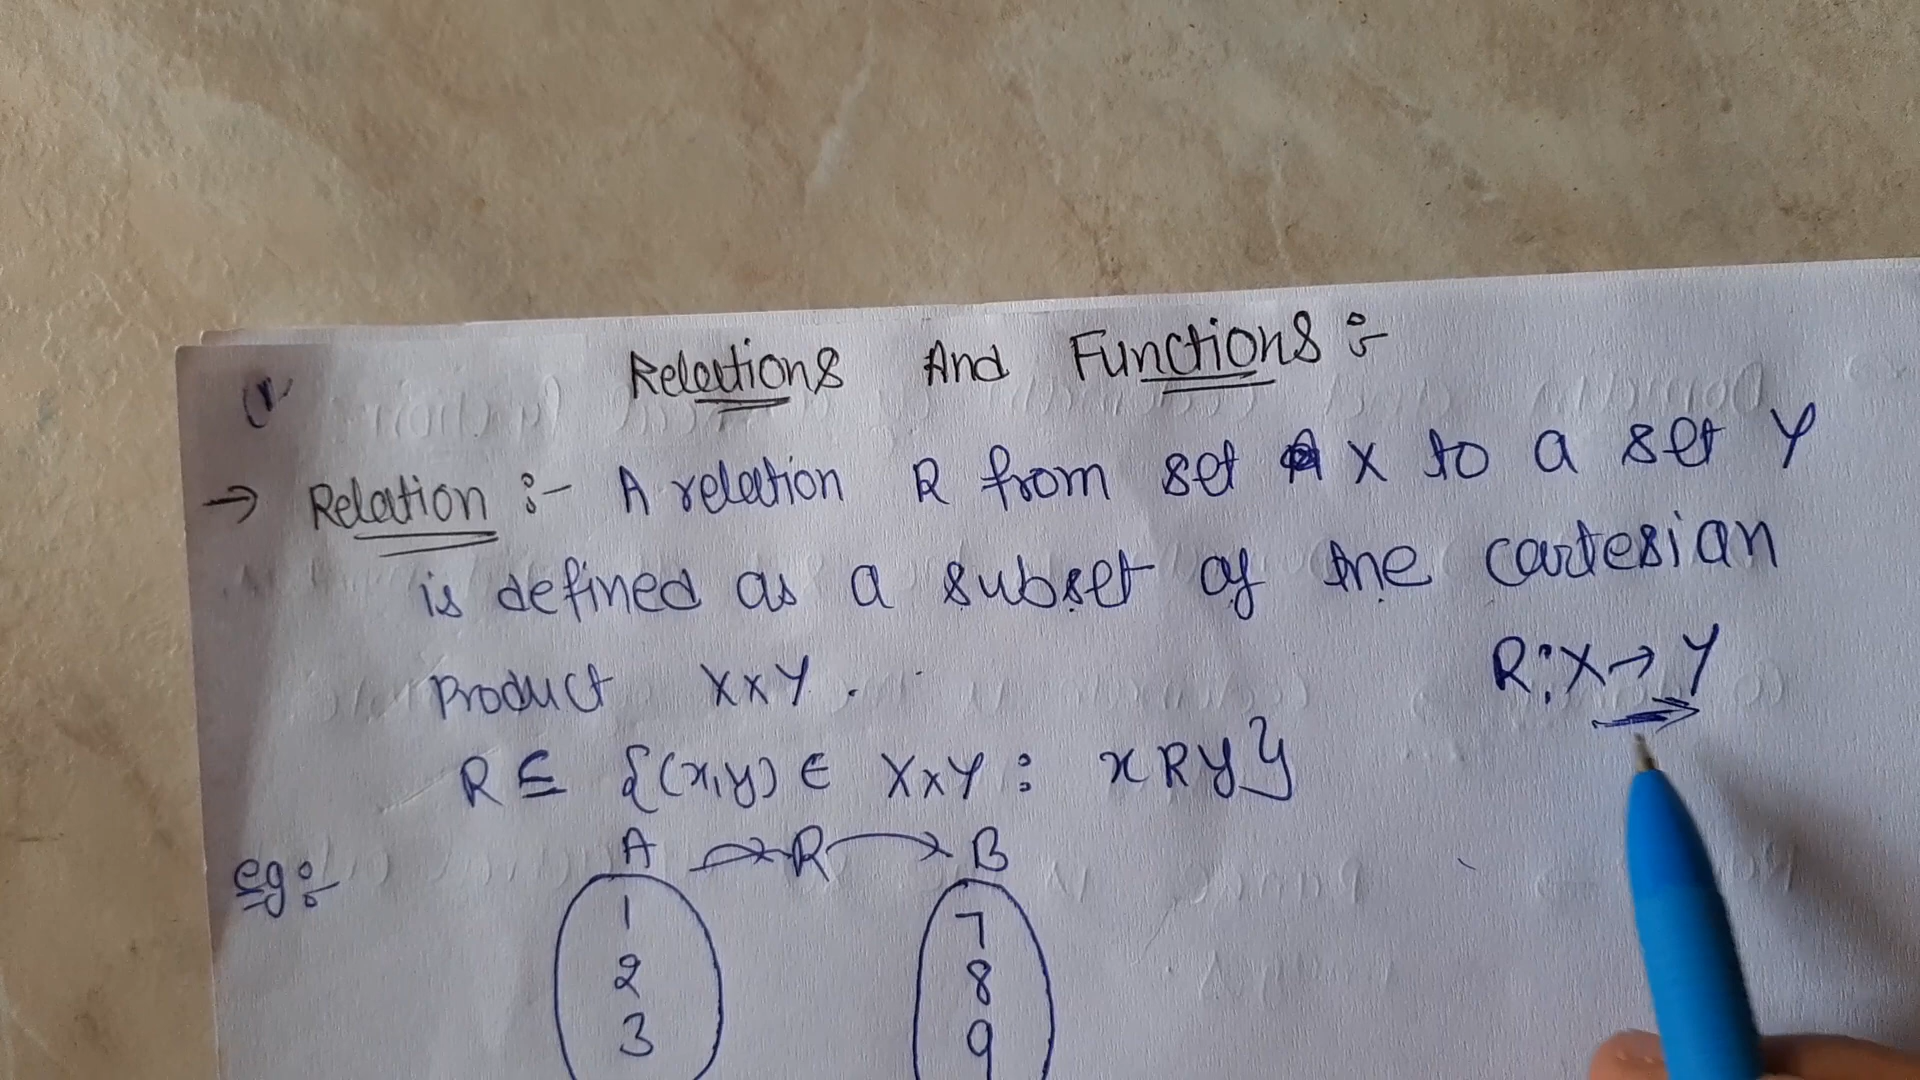 Relations And Functions :-
→ Relation :- A relation R from set X to a set Y
is defined as a subset of the cartesian
Product X×Y .
R:X→Y
R ⊆ {(x,y) ∈ X×Y : xRy}
eg:- A → R → B
1 7
2 8
3 9